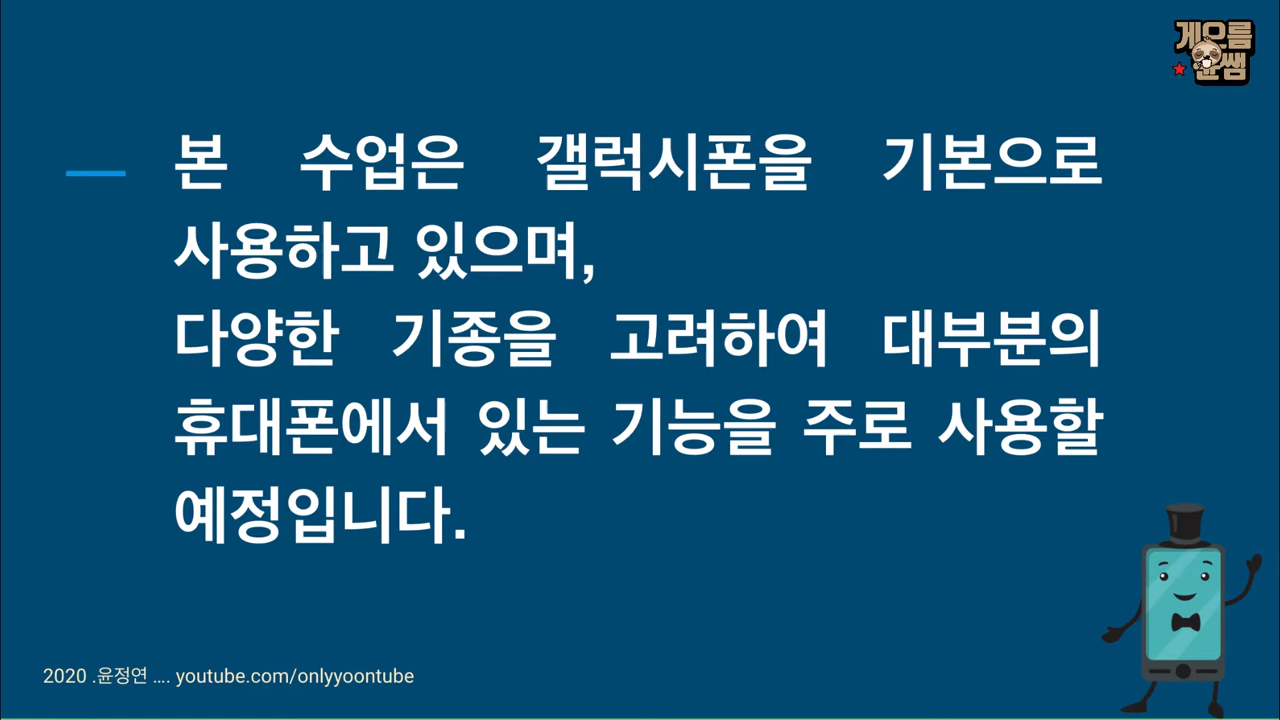 게으름
윤쌤
본 수업은 갤럭시폰을 기본으로
사용하고 있으며,
다양한 기종을 고려하여 대부분의
휴대폰에서 있는 기능을 주로 사용할
예정입니다.
2020 .윤정연 .... youtube.com/onlyyoontube